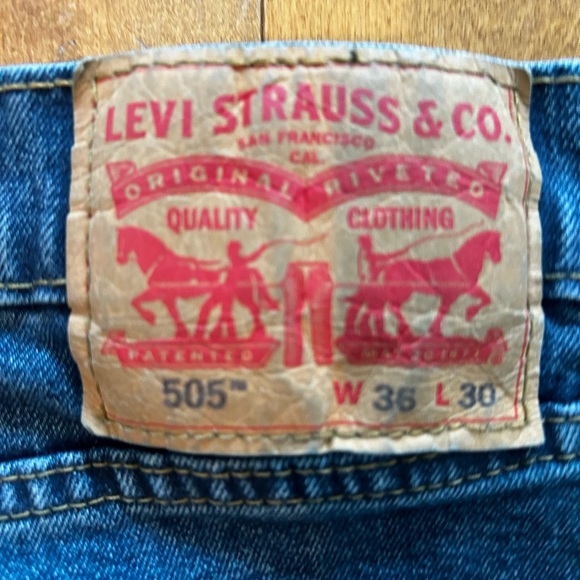 LEVI STRAUSS & CO.
SAN FRANCISCO
CAL.
ORIGINAL RIVETED
QUALITY CLOTHING
PATENTED
505™ W 36 L 30